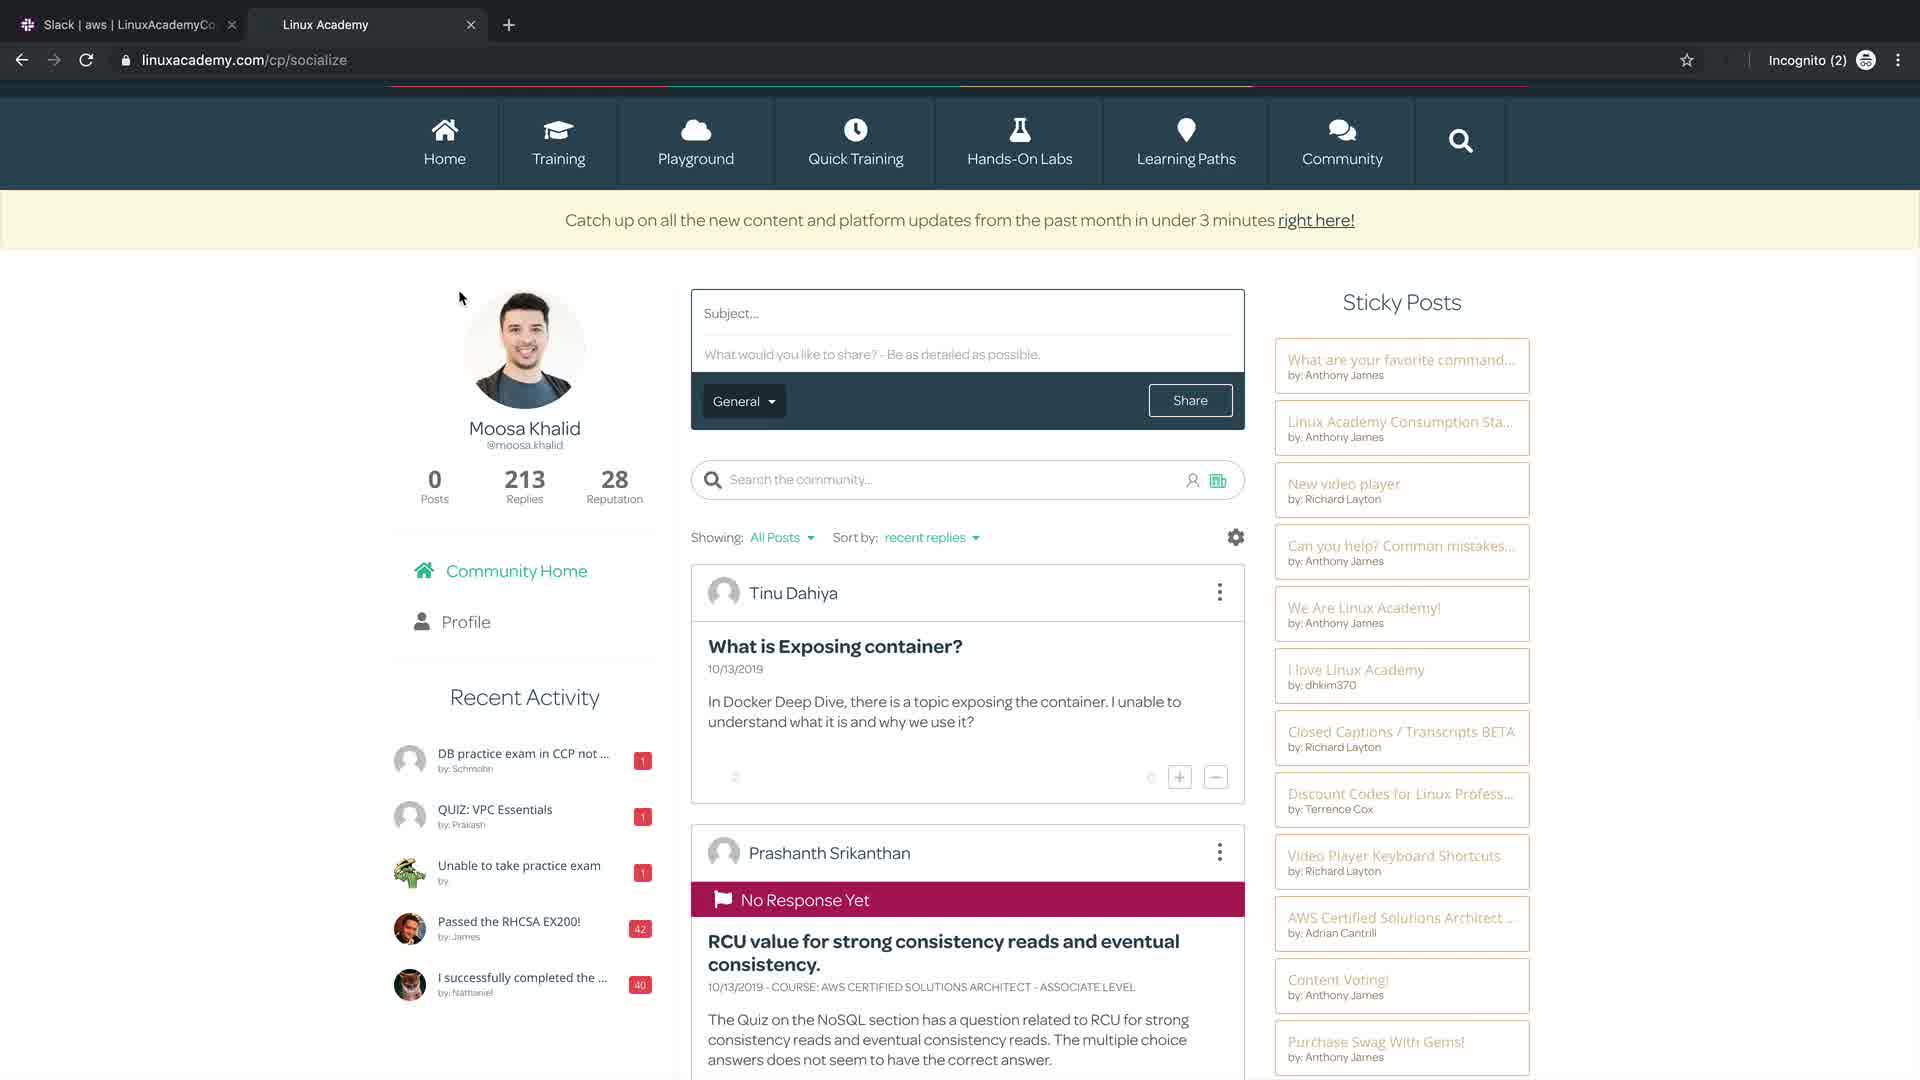 Slack | aws | LinuxAcademyCo
Linux Academy
linuxacademy.com/cp/socialize
Incognito (2)
Home
Training
Playground
Quick Training
Hands-On Labs
Learning Paths
Community
Catch up on all the new content and platform updates from the past month in under 3 minutes right here!
Moosa Khalid
@moosa.khalid
0
Posts
213
Replies
28
Reputation
Community Home
Profile
Recent Activity
DB practice exam in CCP not ...
by: Schmohn
1
QUIZ: VPC Essentials
by: Prakash
1
Unable to take practice exam
by:
1
Passed the RHCSA EX200!
by: James
42
I successfully completed the ...
by: Nathaniel
40
Subject...
What would you like to share? - Be as detailed as possible.
General
Share
Search the community...
Showing: All Posts Sort by: recent replies
Tinu Dahiya
What is Exposing container?
10/13/2019
In Docker Deep Dive, there is a topic exposing the container. I unable to
understand what it is and why we use it?
2
0
Prashanth Srikanthan
No Response Yet
RCU value for strong consistency reads and eventual
consistency.
10/13/2019 - COURSE: AWS CERTIFIED SOLUTIONS ARCHITECT - ASSOCIATE LEVEL
The Quiz on the NoSQL section has a question related to RCU for strong
consistency reads and eventual consistency reads. The multiple choice
answers does not seem to have the correct answer.
Sticky Posts
What are your favorite command...
by: Anthony James
Linux Academy Consumption Sta...
by: Anthony James
New video player
by: Richard Layton
Can you help? Common mistakes...
by: Anthony James
We Are Linux Academy!
by: Anthony James
I love Linux Academy
by: dhkim370
Closed Captions / Transcripts BETA
by: Richard Layton
Discount Codes for Linux Profess...
by: Terrence Cox
Video Player Keyboard Shortcuts
by: Richard Layton
AWS Certified Solutions Architect ...
by: Adrian Cantrill
Content Voting!
by: Anthony James
Purchase Swag With Gems!
by: Anthony James